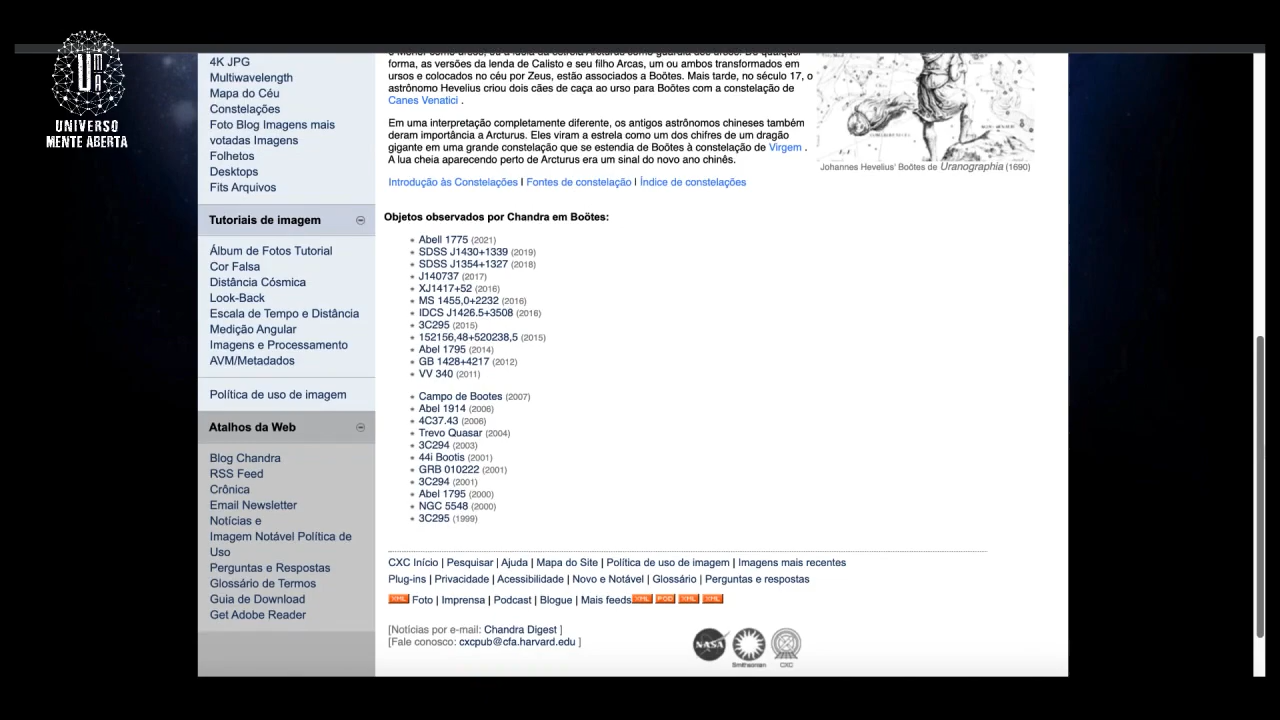 UNIVERSO
MENTE ABERTA
4K JPG
Multiwavelength
Mapa do Céu
Constelações
Foto Blog Imagens mais
votadas Imagens
Folhetos
Desktops
Fits Arquivos
Tutoriais de imagem
Álbum de Fotos Tutorial
Cor Falsa
Distância Cósmica
Look-Back
Escala de Tempo e Distância
Medição Angular
Imagens e Processamento
AVM/Metadados
Política de uso de imagem
Atalhos da Web
Blog Chandra
RSS Feed
Crônica
Email Newsletter
Notícias e
Imagem Notável Política de
Uso
Perguntas e Respostas
Glossário de Termos
Guia de Download
Get Adobe Reader
forma, as versões da lenda de Calisto e seu filho Arcas, um ou ambos transformados em
ursos e colocados no céu por Zeus, estão associados a Boötes. Mais tarde, no século 17, o
astrônomo Hevelius criou dois cães de caça ao urso para Boötes com a constelação de
Canes Venatici .
Em uma interpretação completamente diferente, os antigos astrônomos chineses também
deram importância a Arcturus. Eles viram a estrela como um dos chifres de um dragão
gigante em uma grande constelação que se estendia de Boötes à constelação de Virgem .
A lua cheia aparecendo perto de Arcturus era um sinal do novo ano chinês.
Johannes Hevelius' Boötes de Uranographia (1690)
Introdução às Constelações | Fontes de constelação | Índice de constelações
Objetos observados por Chandra em Boötes:
Abell 1775 (2021)
SDSS J1430+1339 (2019)
SDSS J1354+1327 (2018)
J140737 (2017)
XJ1417+52 (2016)
MS 1455,0+2232 (2016)
IDCS J1426.5+3508 (2016)
3C295 (2015)
152156,48+520238,5 (2015)
Abel 1795 (2014)
GB 1428+4217 (2012)
VV 340 (2011)
Campo de Bootes (2007)
Abel 1914 (2006)
4C37.43 (2006)
Trevo Quasar (2004)
3C294 (2003)
44i Bootis (2001)
GRB 010222 (2001)
3C294 (2001)
Abel 1795 (2000)
NGC 5548 (2000)
3C295 (1999)
CXC Início | Pesquisar | Ajuda | Mapa do Site | Política de uso de imagem | Imagens mais recentes
Plug-ins | Privacidade | Acessibilidade | Novo e Notável | Glossário | Perguntas e respostas
XML Foto | Imprensa | Podcast | Blogue | Mais feeds XML POD XML XML
[Notícias por e-mail: Chandra Digest ]
[Fale conosco: cxcpub@cfa.harvard.edu ]
NASA
Smithsonian
CXC